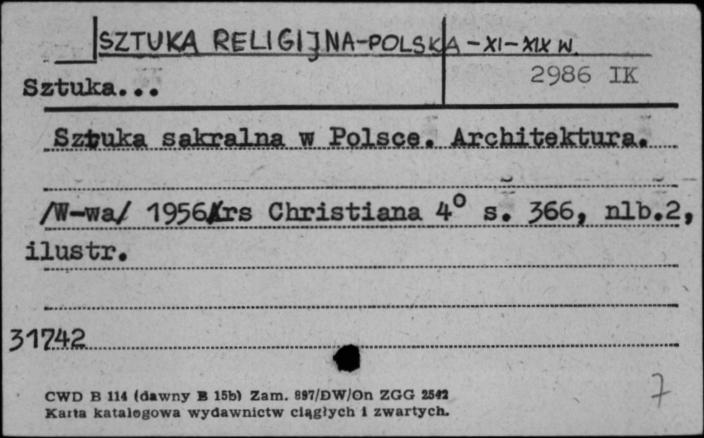 SZTUKA RELIGIJNA-POLSKA-XI-XIX W.
2986 IK
Sztuka...
Sztuka sakralna w Polsce. Architektura.
/W-wa/ 1956 Ars Christiana 4° s. 366, nlb.2,
ilustr.
31742
CWD B 114 (dawny B 15b) Zam. 897/DW/On ZGG 2542
Karta katalogowa wydawnictw ciągłych i zwartych.
7